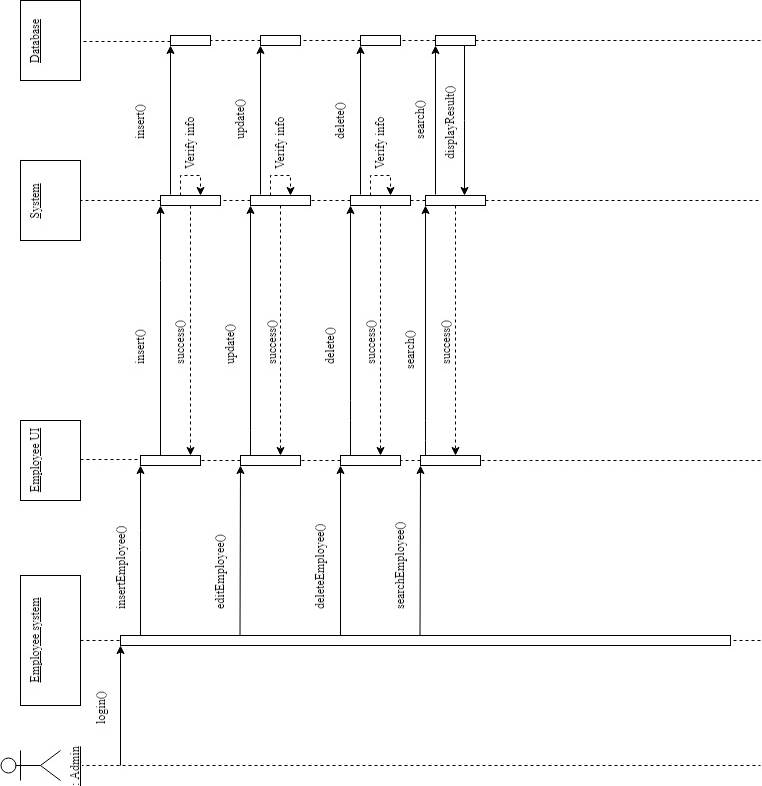 : Admin
Employee system
Employee UI
System
Database
login()
insertEmployee()
insert()
insert()
Verify info
success()
editEmployee()
update()
update()
Verify info
success()
deleteEmployee()
delete()
delete()
Verify info
success()
searchEmployee()
search()
search()
displayResult()
success()